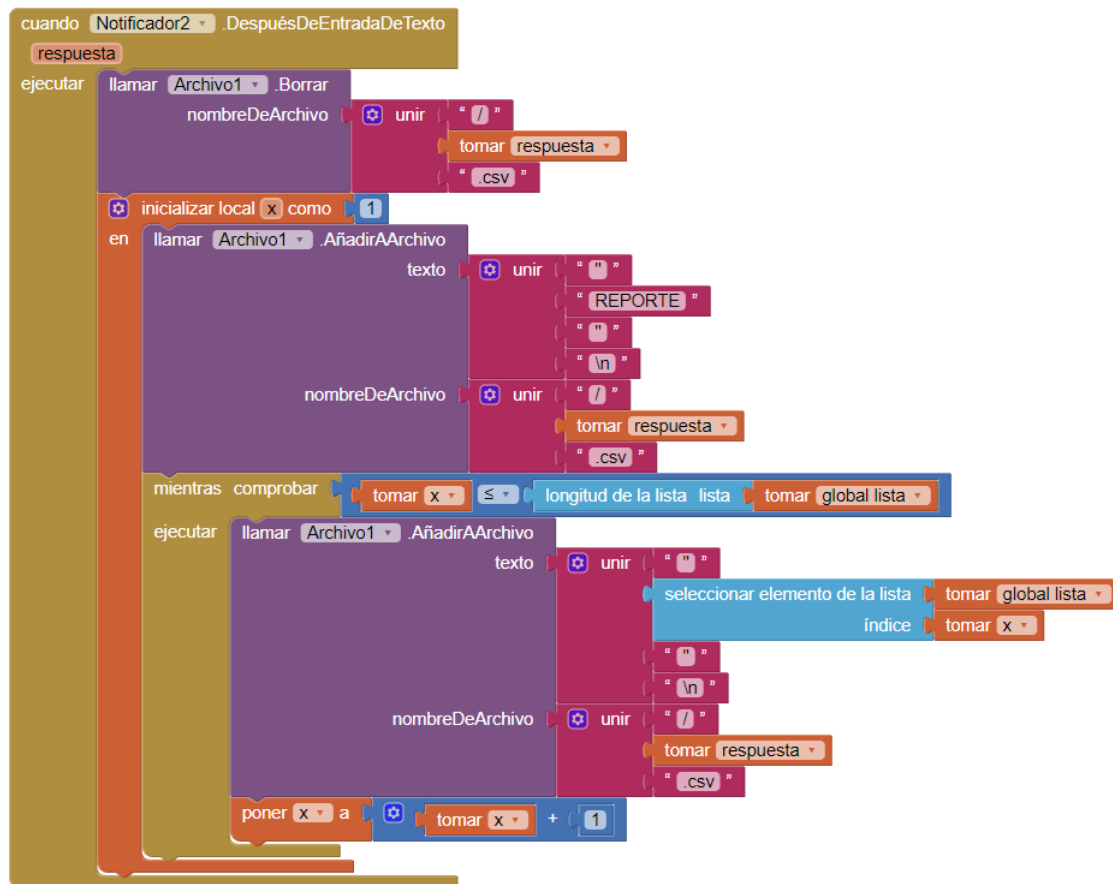 cuando Notificador2 .DespuésDeEntradaDeTexto
respuesta
ejecutar llamar Archivo1 .Borrar
nombreDeArchivo unir " / "
tomar respuesta
" .csv "
inicializar local x como 1
en llamar Archivo1 .AñadirAArchivo
texto unir " " "
" REPORTE "
" " "
" \n "
nombreDeArchivo unir " / "
tomar respuesta
" .csv "
mientras comprobar tomar x ≤ longitud de la lista lista tomar global lista
ejecutar llamar Archivo1 .AñadirAArchivo
texto unir " " "
seleccionar elemento de la lista tomar global lista
índice tomar x
" " "
" \n "
nombreDeArchivo unir " / "
tomar respuesta
" .csv "
poner x a tomar x + 1